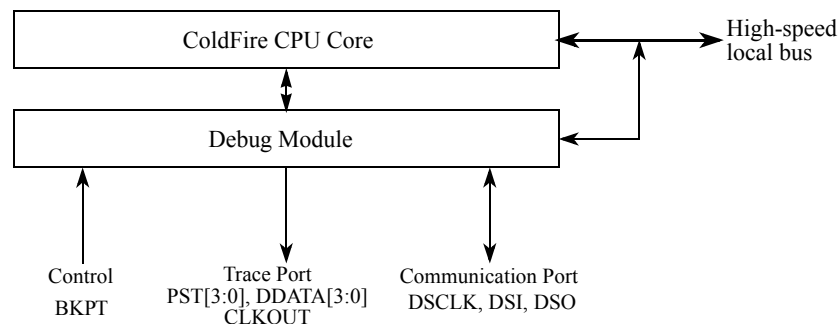 ColdFire CPU Core
High-speed
local bus
Debug Module
Control
BKPT
Trace Port
PST[3:0], DDATA[3:0]
CLKOUT
Communication Port
DSCLK, DSI, DSO